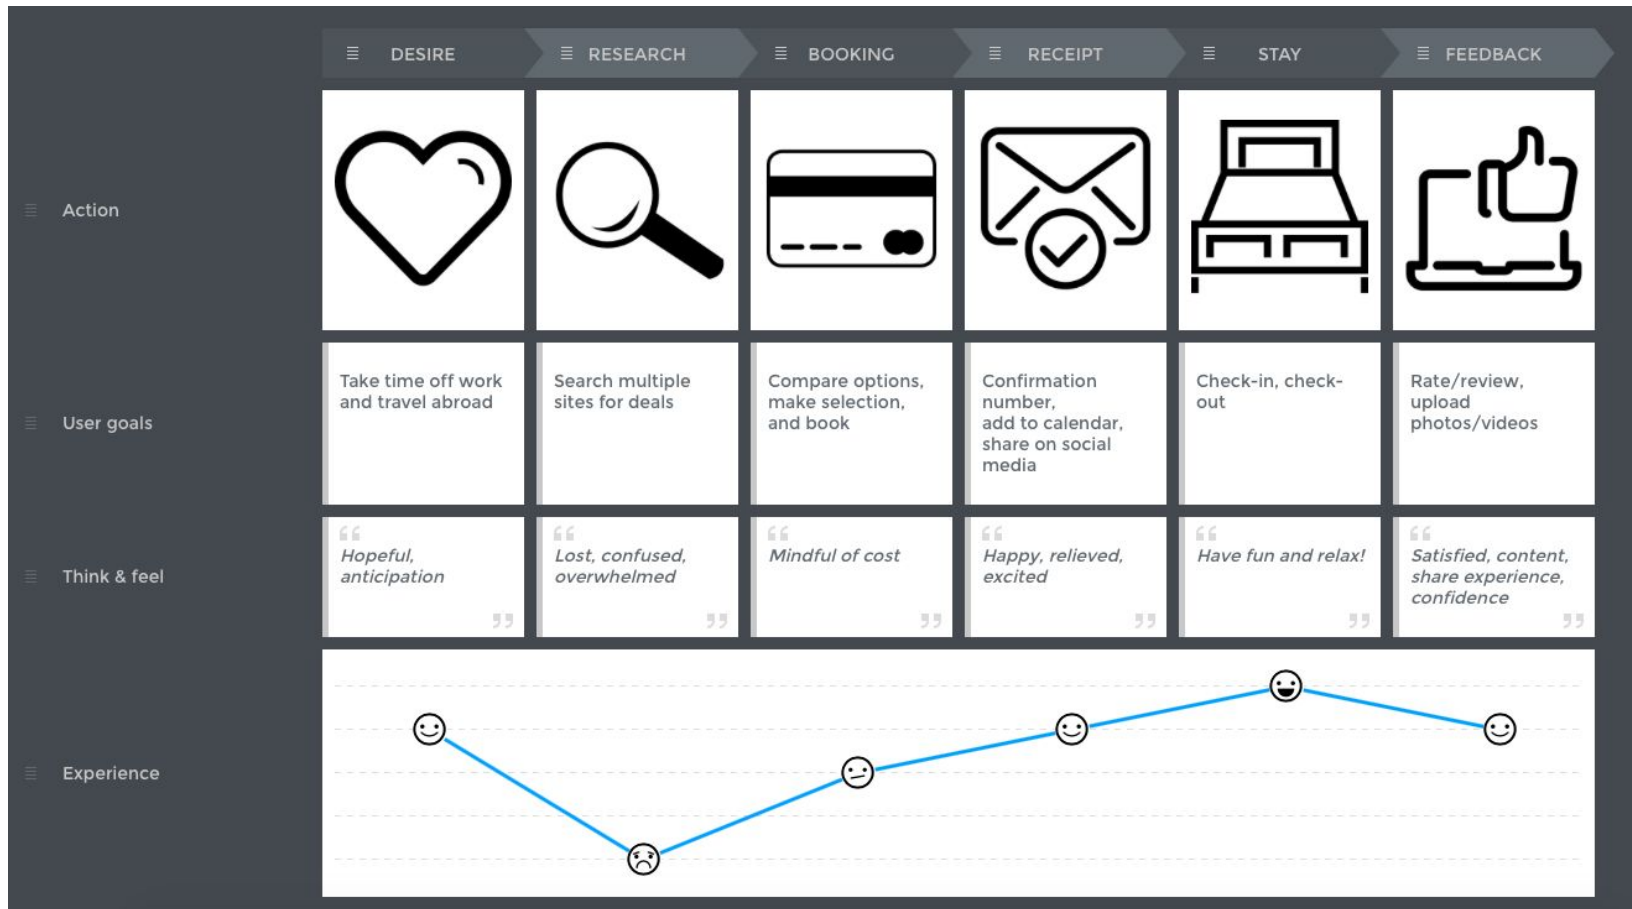 DESIRE
RESEARCH
BOOKING
RECEIPT
STAY
FEEDBACK
Action
User goals
Take time off work
and travel abroad
Search multiple
sites for deals
Compare options,
make selection,
and book
Confirmation
number,
add to calendar,
share on social
media
Check-in, check-
out
Rate/review,
upload
photos/videos
Think & feel
“
Hopeful,
anticipation
”
“
Lost, confused,
overwhelmed
”
“
Mindful of cost
”
“
Happy, relieved,
excited
”
“
Have fun and relax!
”
“
Satisfied, content,
share experience,
confidence
”
Experience